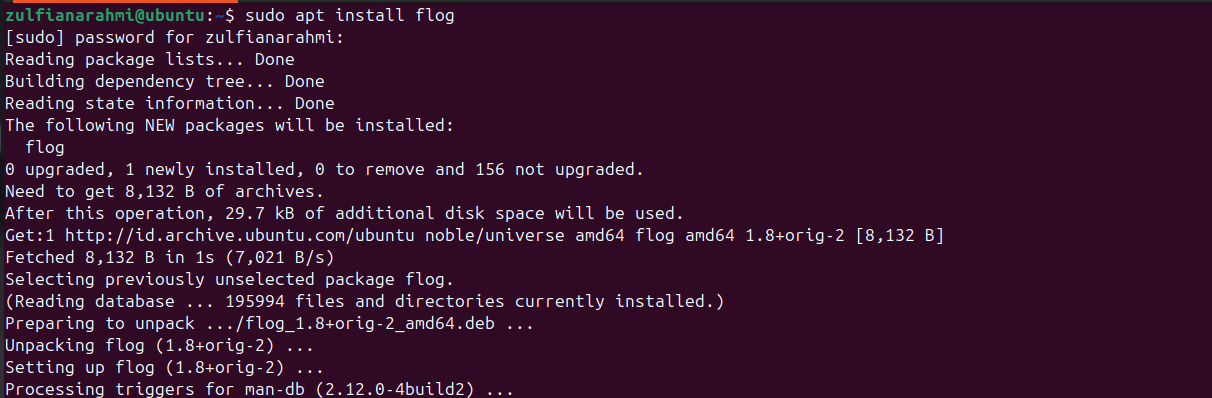 zulfianarahmi@ubuntu:~$ sudo apt install flog
[sudo] password for zulfianarahmi:
Reading package lists... Done
Building dependency tree... Done
Reading state information... Done
The following NEW packages will be installed:
  flog
0 upgraded, 1 newly installed, 0 to remove and 156 not upgraded.
Need to get 8,132 B of archives.
After this operation, 29.7 kB of additional disk space will be used.
Get:1 http://id.archive.ubuntu.com/ubuntu noble/universe amd64 flog amd64 1.8+orig-2 [8,132 B]
Fetched 8,132 B in 1s (7,021 B/s)
Selecting previously unselected package flog.
(Reading database ... 195994 files and directories currently installed.)
Preparing to unpack .../flog_1.8+orig-2_amd64.deb ...
Unpacking flog (1.8+orig-2) ...
Setting up flog (1.8+orig-2) ...
Processing triggers for man-db (2.12.0-4build2) ...